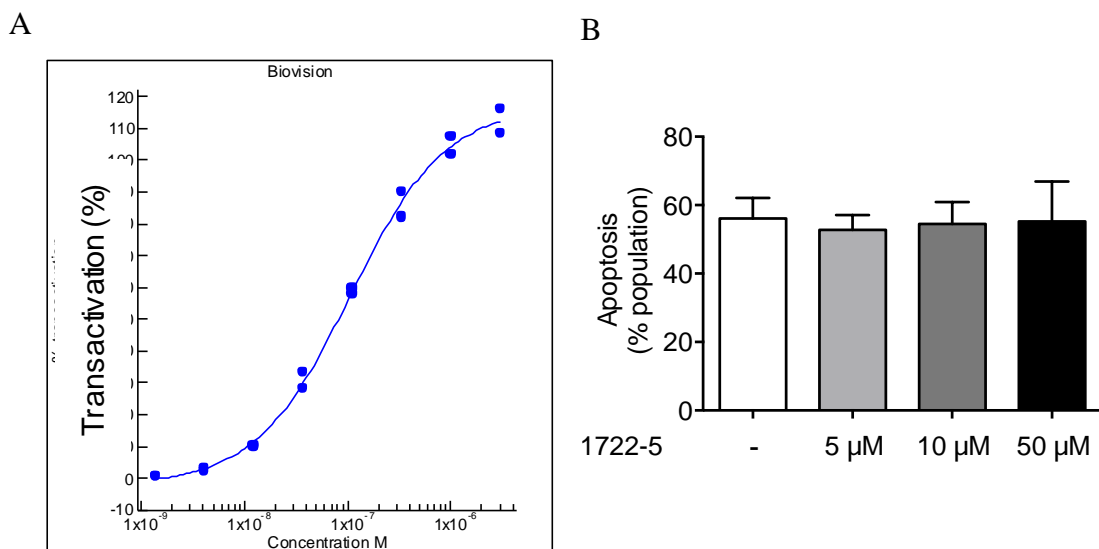 A
Biovision
120
110
100
0
-10
Transactivation (%)
1x10⁻⁹ 1x10⁻⁸ 1x10⁻⁷ 1x10⁻⁶
Concentration M
B
80
60
40
20
0
Apoptosis
(% population)
1722-5 - 5 µM 10 µM 50 µM